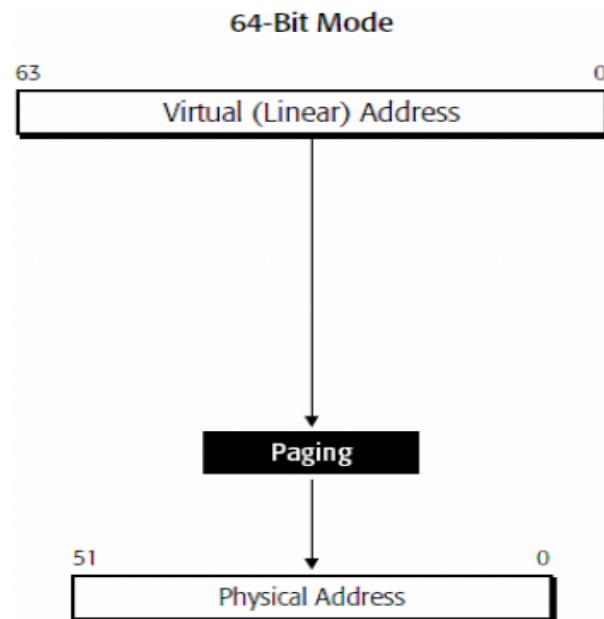 64-Bit Mode
63 0
Virtual (Linear) Address
Paging
51 0
Physical Address